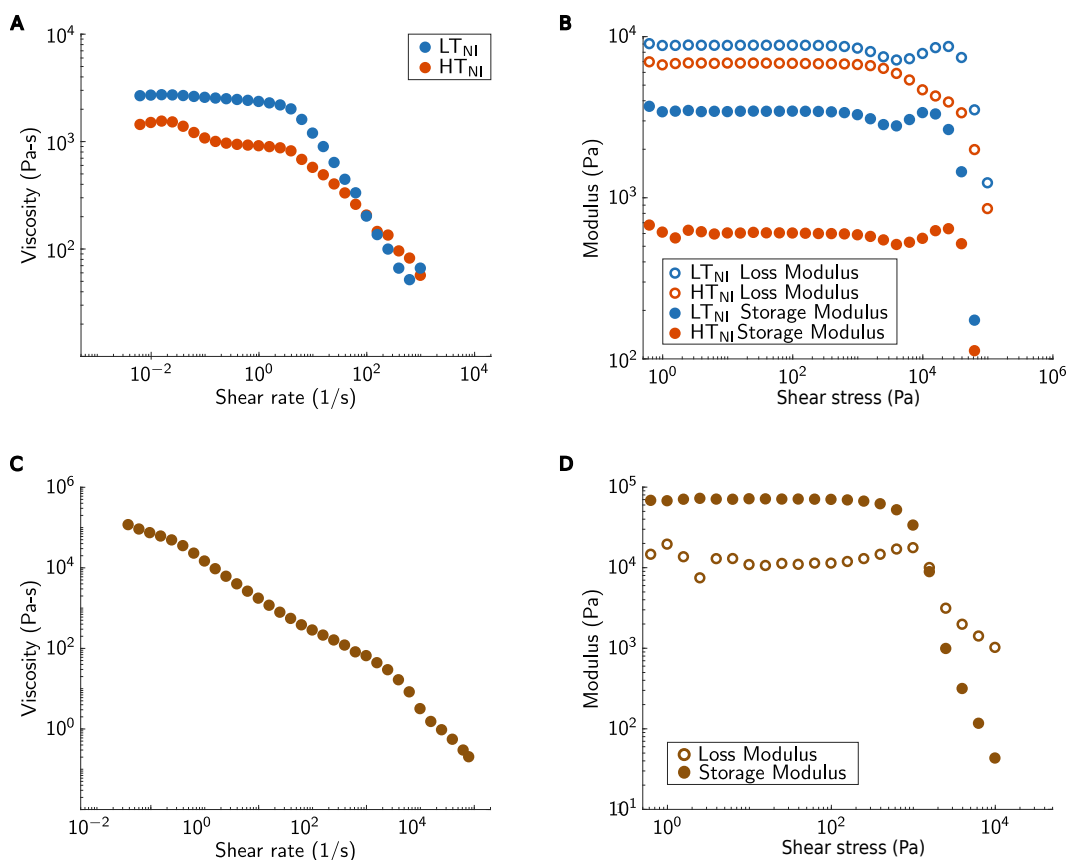 A
10^4
10^3
10^2
Viscosity (Pa-s)
LT_NI
HT_NI
10^-2 10^0 10^2 10^4
Shear rate (1/s)
B
10^4
10^3
10^2
Modulus (Pa)
LT_NI Loss Modulus
HT_NI Loss Modulus
LT_NI Storage Modulus
HT_NI Storage Modulus
10^0 10^2 10^4 10^6
Shear stress (Pa)
C
10^6
10^4
10^2
10^0
Viscosity (Pa-s)
10^-2 10^0 10^2 10^4
Shear rate (1/s)
D
10^5
10^4
10^3
10^2
10^1
Modulus (Pa)
Loss Modulus
Storage Modulus
10^0 10^2 10^4
Shear stress (Pa)